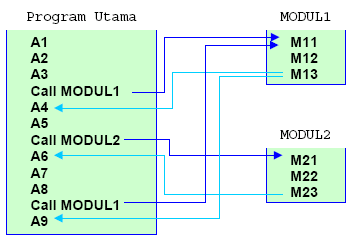 Program Utama
A1
A2
A3
Call MODUL1
A4
A5
Call MODUL2
A6
A7
A8
Call MODUL1
A9
MODUL1
M11
M12
M13
MODUL2
M21
M22
M23